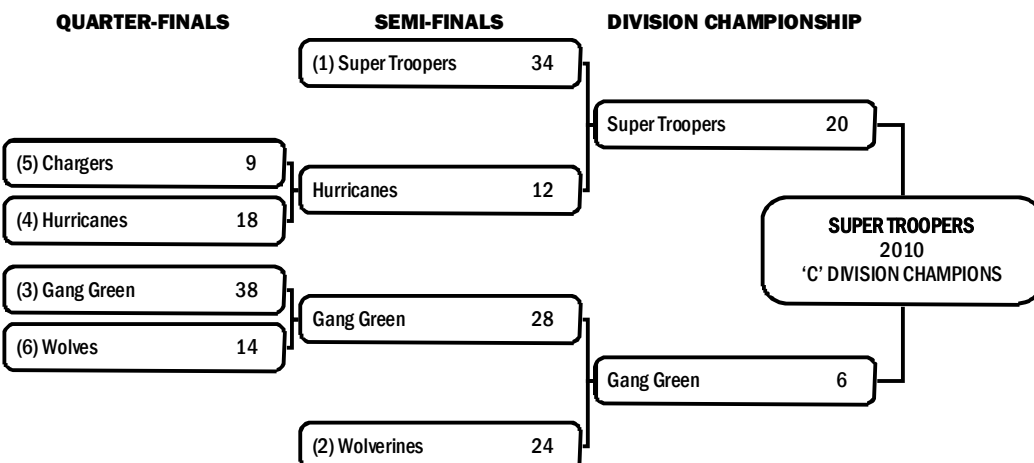 QUARTER-FINALS SEMI-FINALS DIVISION CHAMPIONSHIP
(1) Super Troopers 34
Super Troopers 20
(5) Chargers 9
Hurricanes 12
(4) Hurricanes 18
SUPER TROOPERS
2010
‘C’ DIVISION CHAMPIONS
(3) Gang Green 38
Gang Green 28
(6) Wolves 14
Gang Green 6
(2) Wolverines 24